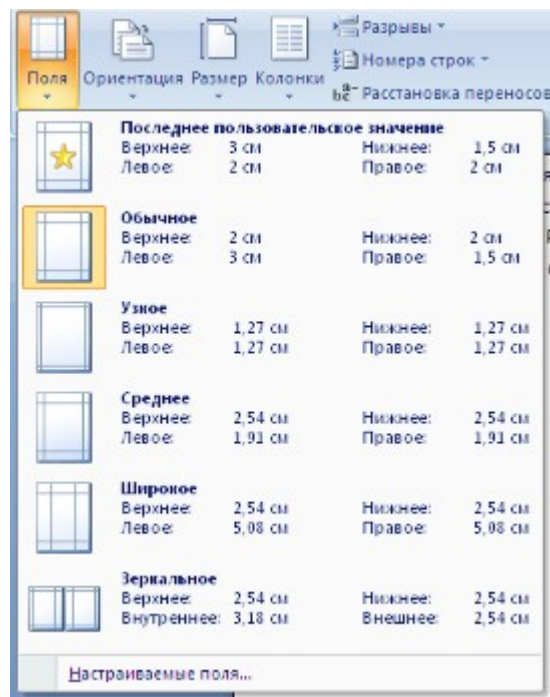 Поля Ориентация Размер Колонки
Разрывы
Номера строк
Расстановка переносов
Последнее пользовательское значение
Верхнее: 3 см Нижнее: 1,5 см
Левое: 2 см Правое: 2 см
Обычное
Верхнее: 2 см Нижнее: 2 см
Левое: 3 см Правое: 1,5 см
Узкое
Верхнее: 1,27 см Нижнее: 1,27 см
Левое: 1,27 см Правое: 1,27 см
Среднее
Верхнее: 2,54 см Нижнее: 2,54 см
Левое: 1,91 см Правое: 1,91 см
Широкое
Верхнее: 2,54 см Нижнее: 2,54 см
Левое: 5,08 см Правое: 5,08 см
Зеркальное
Верхнее: 2,54 см Нижнее: 2,54 см
Внутреннее: 3,18 см Внешнее: 2,54 см
Настраиваемые поля...